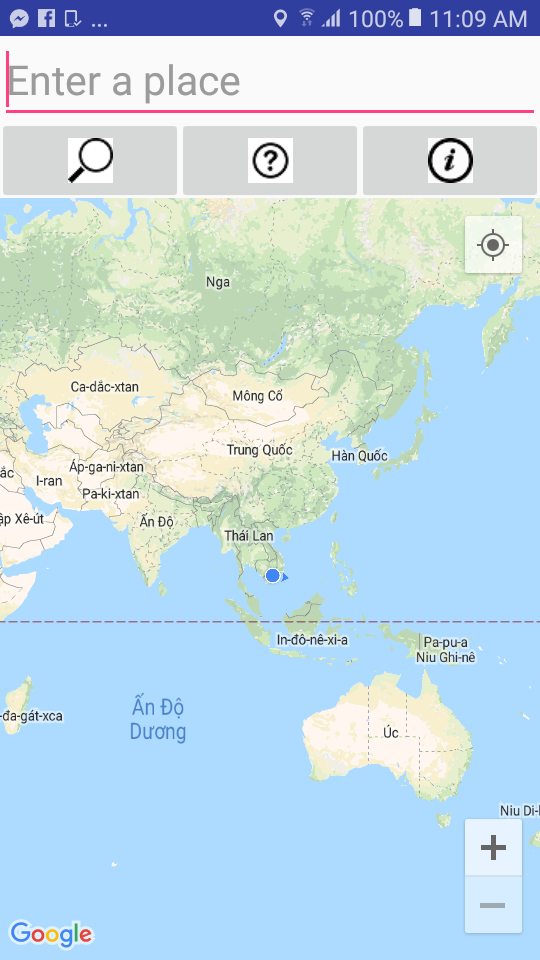 ... 100% 11:09 AM
Enter a place
Nga
Ca-dắc-xtan
Mông Cổ
Trung Quốc
Hàn Quốc
Áp-ga-ni-xtan
ắc
I-ran
Pa-ki-xtan
ập Xê-út
Ấn Độ
Thái Lan
In-đô-nê-xi-a
Pa-pu-a
Niu Ghi-nê
-đa-gát-xca
Ấn Độ
Dương
Úc
Niu Di-l
Google